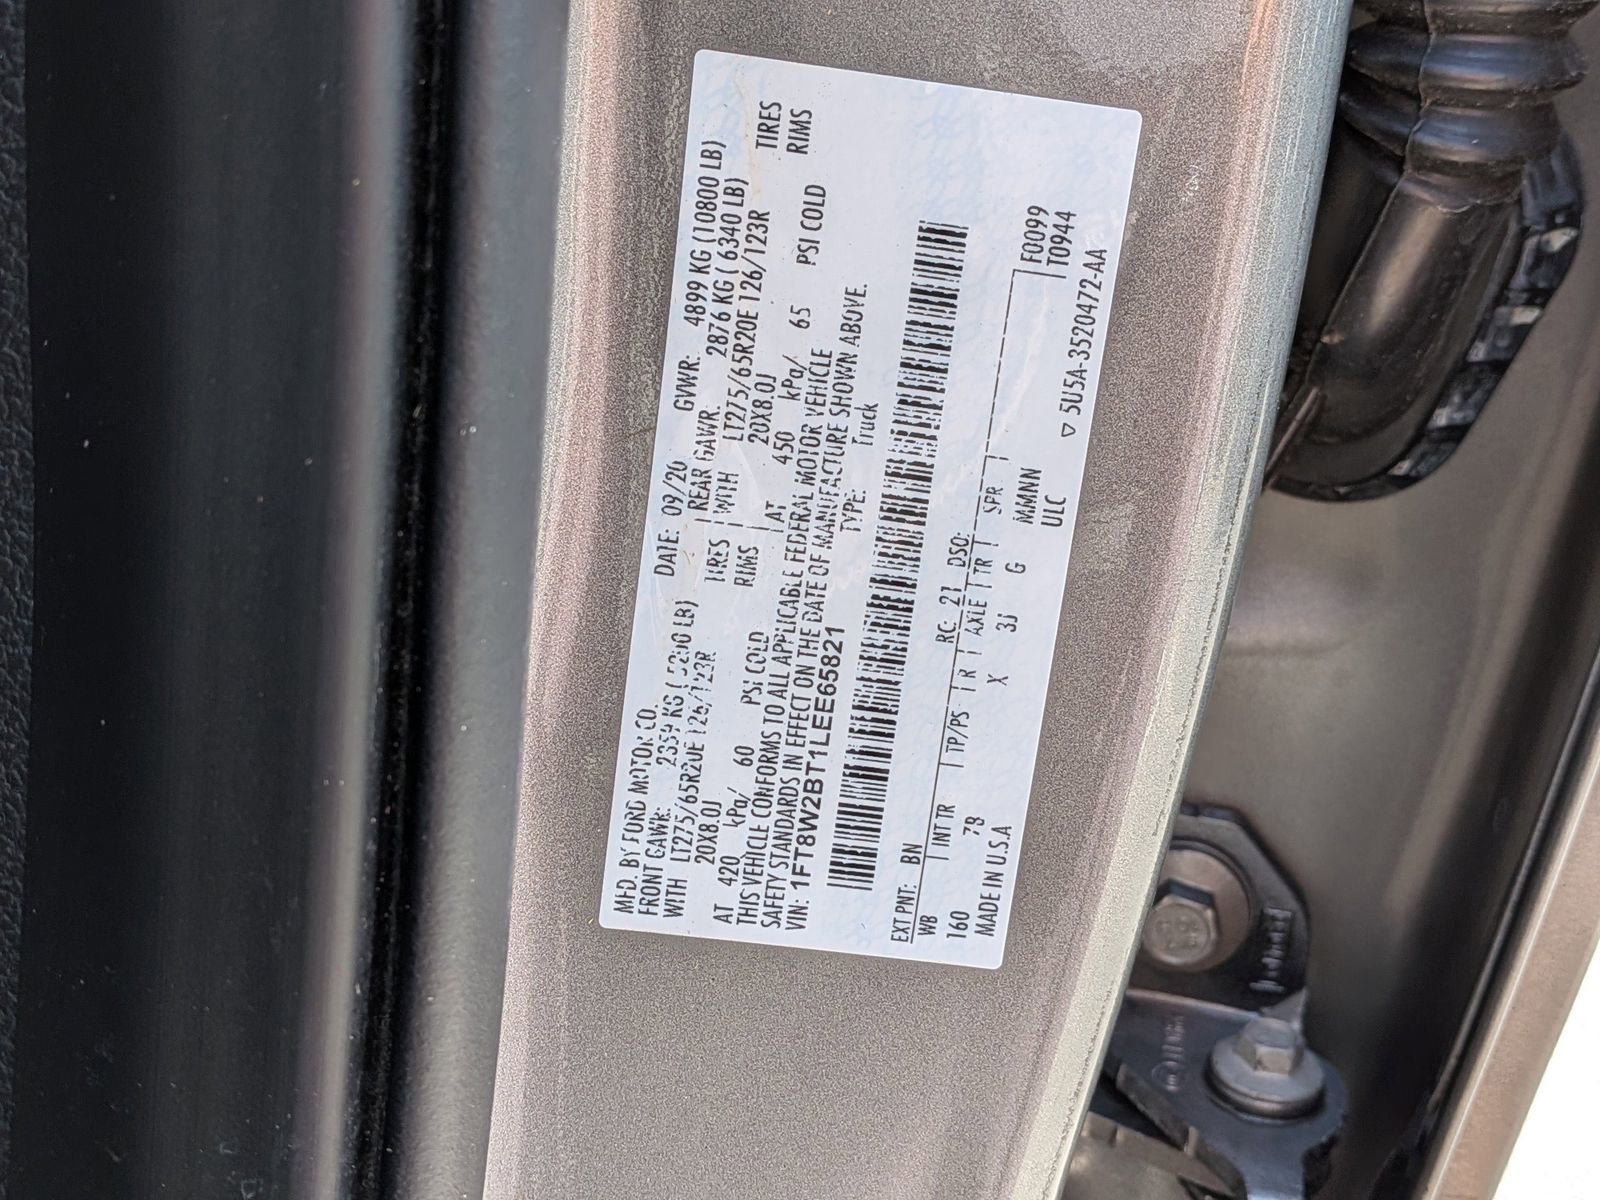 MFD. BY FORD MOTOR CO.
DATE: 09/20 GVWR: 4899 KG (10800 LB)
FRONT GAWR: 2359 KG (5200 LB) REAR GAWR: 2876 KG (6340 LB)
WITH LT275/65R20E 126/123R TIRES WITH LT275/65R20E 126/123R TIRES
20X8.0J RIMS 20X8.0J RIMS
AT 420 kPa/ 60 PSI COLD AT 450 kPa/ 65 PSI COLD
THIS VEHICLE CONFORMS TO ALL APPLICABLE FEDERAL MOTOR VEHICLE
SAFETY STANDARDS IN EFFECT ON THE DATE OF MANUFACTURE SHOWN ABOVE.
VIN: 1FT8W2BT1LEE65821 TYPE: Truck
EXT PNT: BN RC: 21 DSO: F0099
WB INT TR TP/PS R AXLE TR SPR T0944
160 7B X 3J G MMNN
MADE IN U.S.A ULC ▽ 5U5A-3520472-AA